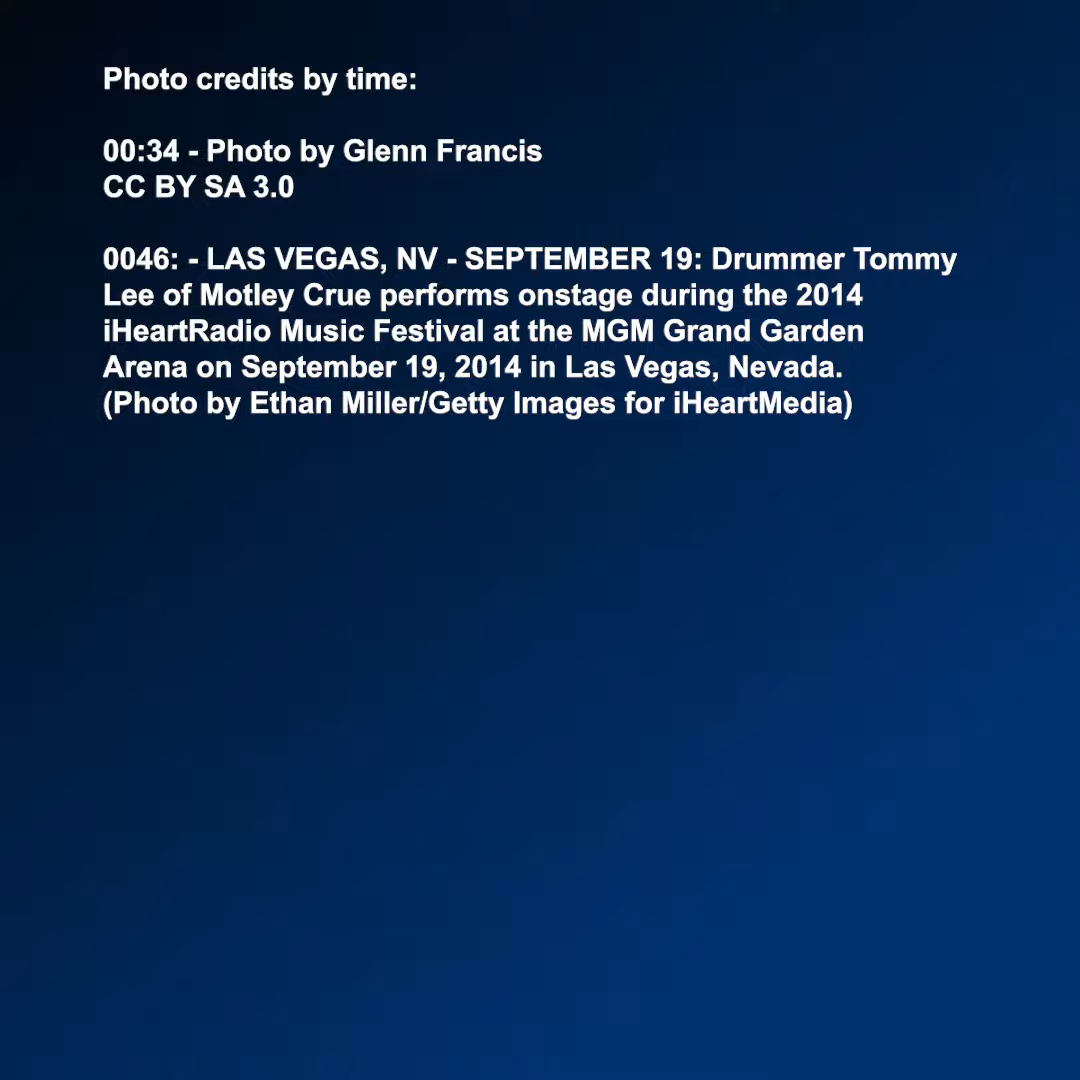 Photo credits by time:
00:34 - Photo by Glenn Francis
CC BY SA 3.0
0046: - LAS VEGAS, NV - SEPTEMBER 19: Drummer Tommy
Lee of Motley Crue performs onstage during the 2014
iHeartRadio Music Festival at the MGM Grand Garden
Arena on September 19, 2014 in Las Vegas, Nevada.
(Photo by Ethan Miller/Getty Images for iHeartMedia)